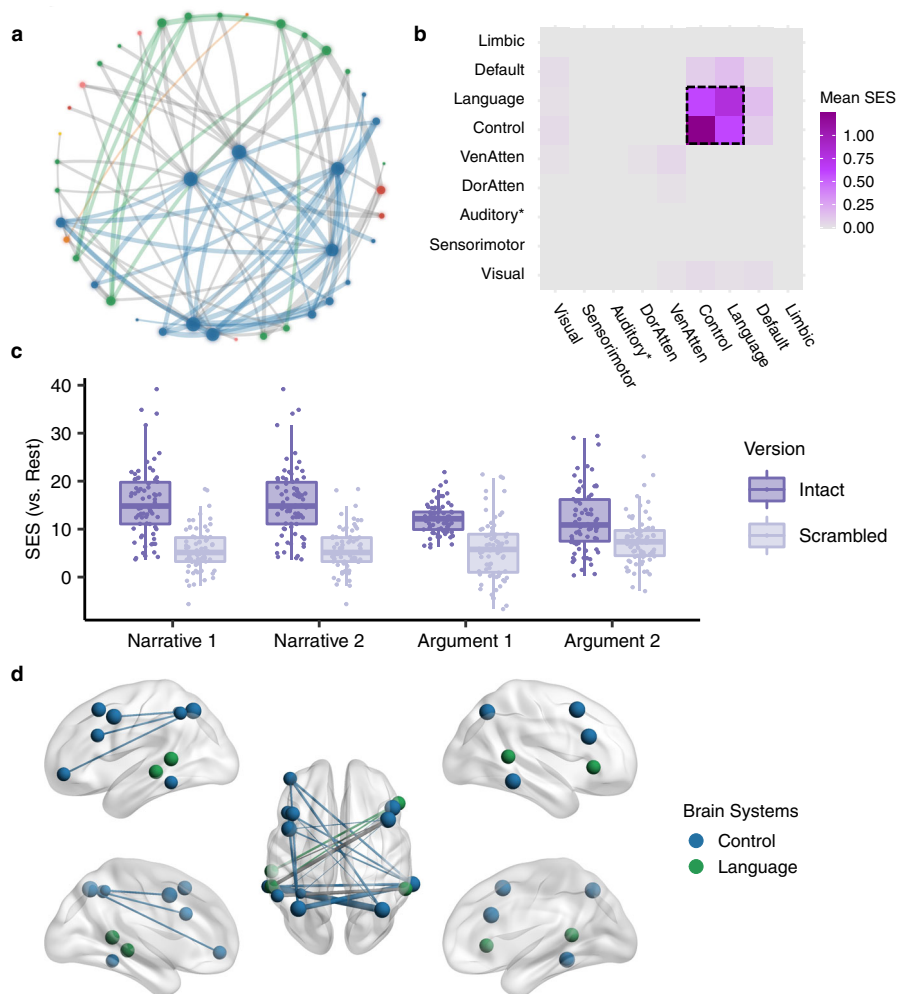 a
b
Limbic
Default
Language
Control
VenAtten
DorAtten
Auditory*
Sensorimotor
Visual
Visual
Sensorimotor
Auditory*
DorAtten
VenAtten
Control
Language
Default
Limbic
Mean SES
1.00
0.75
0.50
0.25
0.00
c
SES (vs. Rest)
40
30
20
10
0
Narrative 1
Narrative 2
Argument 1
Argument 2
Version
Intact
Scrambled
d
Brain Systems
Control
Language